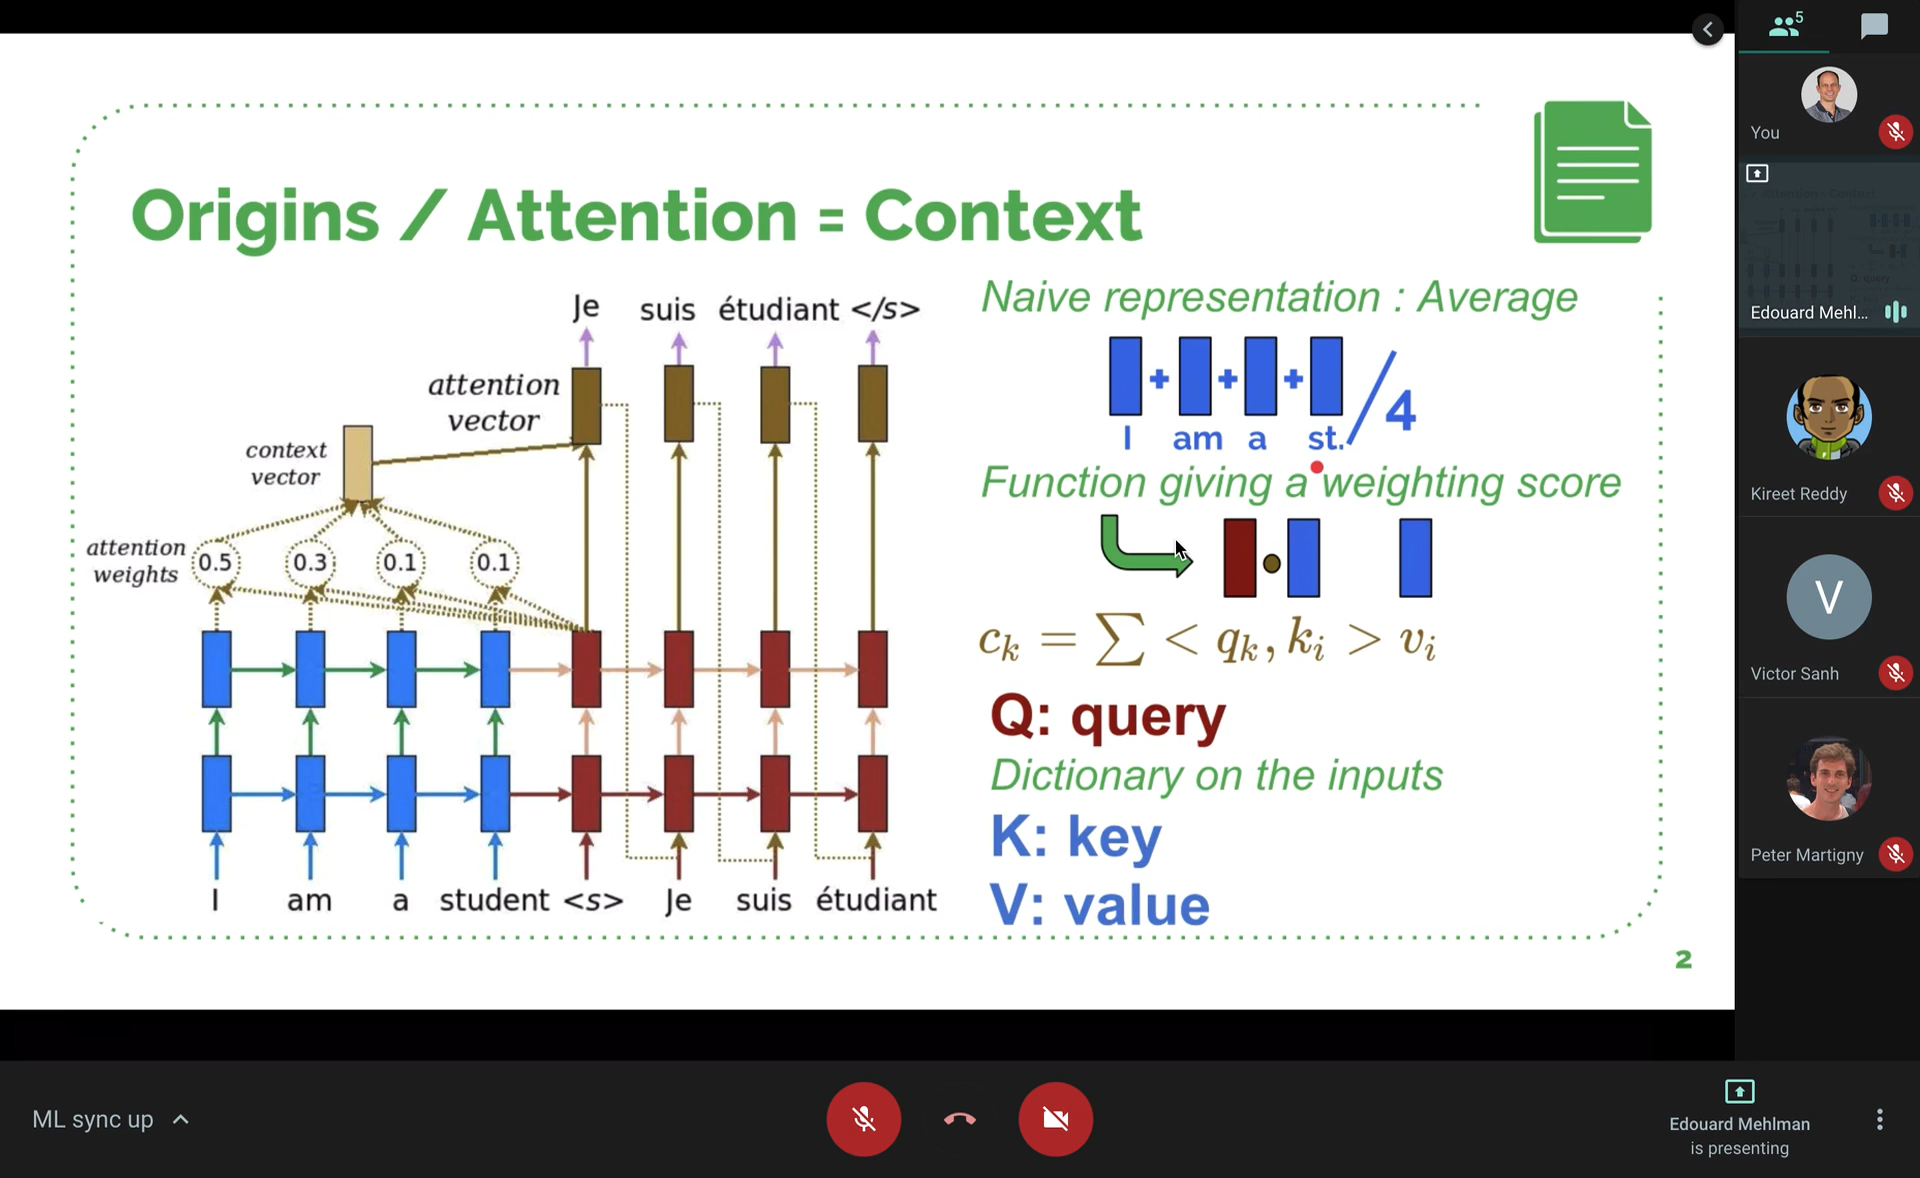 Origins / Attention = Context
Je suis étudiant </s>
attention
vector
context
vector
attention
weights
0.5 0.3 0.1 0.1
I am a student <s> Je suis étudiant
Naive representation : Average
+ + + / 4
I am a st.
Function giving a weighting score
c_k = ∑ < q_k, k_i > v_i
Q: query
Dictionary on the inputs
K: key
V: value
2
5
You
Edouard Mehl...
Kireet Reddy
V
Victor Sanh
Peter Martigny
ML sync up
Edouard Mehlman
is presenting